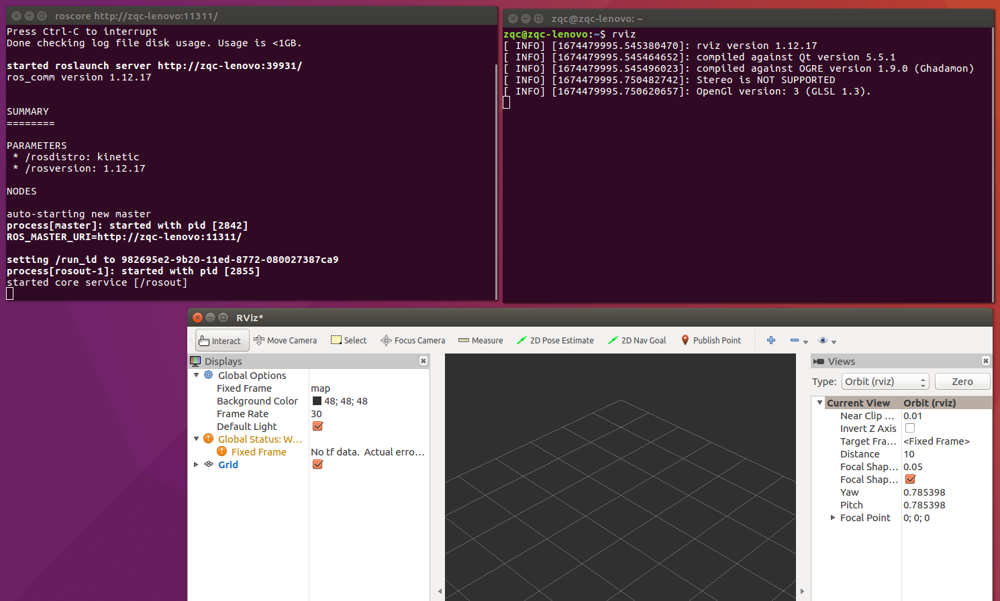 roscore http://zqc-lenovo:11311/
Press Ctrl-C to interrupt
Done checking log file disk usage. Usage is <1GB.
started roslaunch server http://zqc-lenovo:39931/
ros_comm version 1.12.17
SUMMARY
========
PARAMETERS
* /rosdistro: kinetic
* /rosversion: 1.12.17
NODES
auto-starting new master
process[master]: started with pid [2842]
ROS_MASTER_URI=http://zqc-lenovo:11311/
setting /run_id to 982695e2-9b20-11ed-8772-080027387ca9
process[rosout-1]: started with pid [2855]
started core service [/rosout]
zqc@zqc-lenovo: ~
zqc@zqc-lenovo:~$ rviz
[ INFO] [1674479995.545380470]: rviz version 1.12.17
[ INFO] [1674479995.545464652]: compiled against Qt version 5.5.1
[ INFO] [1674479995.545496023]: compiled against OGRE version 1.9.0 (Ghadamon)
[ INFO] [1674479995.750482742]: Stereo is NOT SUPPORTED
[ INFO] [1674479995.750620657]: OpenGl version: 3 (GLSL 1.3).
RViz*
Interact Move Camera Select Focus Camera Measure 2D Pose Estimate 2D Nav Goal Publish Point
Displays
Global Options
Fixed Frame map
Background Color 48; 48; 48
Frame Rate 30
Default Light
Global Status: W...
Fixed Frame No tf data. Actual erro...
Grid
Views
Type: Orbit (rviz) Zero
Current View Orbit (rviz)
Near Clip ... 0.01
Invert Z Axis
Target Fra... <Fixed Frame>
Distance 10
Focal Shap... 0.05
Focal Shap...
Yaw 0.785398
Pitch 0.785398
Focal Point 0; 0; 0